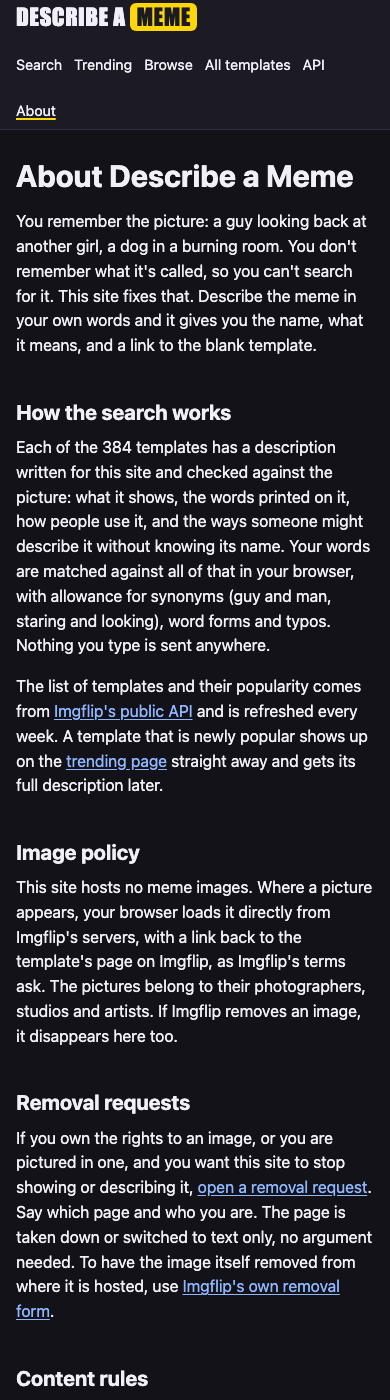 DESCRIBE A MEME
Search Trending Browse All templates API
About
About Describe a Meme
You remember the picture: a guy looking back at
another girl, a dog in a burning room. You don't
remember what it's called, so you can't search
for it. This site fixes that. Describe the meme in
your own words and it gives you the name, what
it means, and a link to the blank template.
How the search works
Each of the 384 templates has a description
written for this site and checked against the
picture: what it shows, the words printed on it,
how people use it, and the ways someone might
describe it without knowing its name. Your words
are matched against all of that in your browser,
with allowance for synonyms (guy and man,
staring and looking), word forms and typos.
Nothing you type is sent anywhere.
The list of templates and their popularity comes
from Imgflip's public API and is refreshed every
week. A template that is newly popular shows up
on the trending page straight away and gets its
full description later.
Image policy
This site hosts no meme images. Where a picture
appears, your browser loads it directly from
Imgflip's servers, with a link back to the
template's page on Imgflip, as Imgflip's terms
ask. The pictures belong to their photographers,
studios and artists. If Imgflip removes an image,
it disappears here too.
Removal requests
If you own the rights to an image, or you are
pictured in one, and you want this site to stop
showing or describing it, open a removal request.
Say which page and who you are. The page is
taken down or switched to text only, no argument
needed. To have the image itself removed from
where it is hosted, use Imgflip's own removal
form.
Content rules